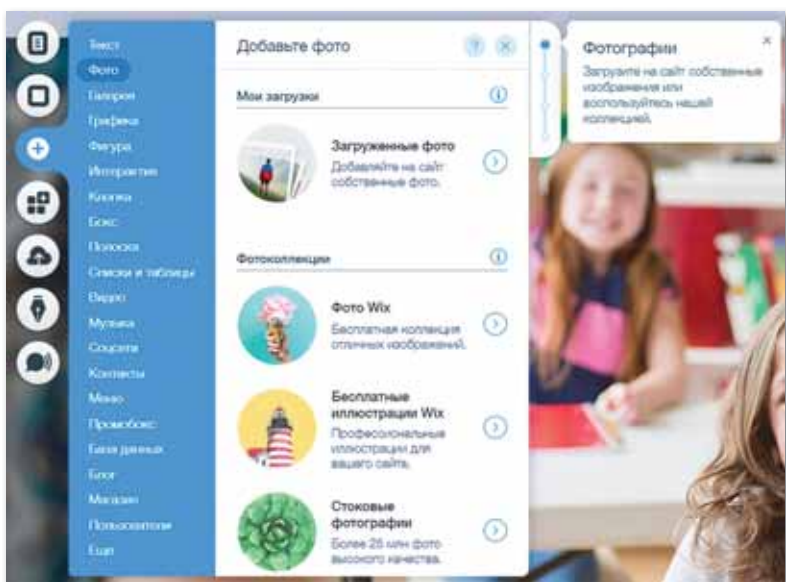 Текст
Фото
Галерея
Графика
Фигура
Интерактив
Кнопка
Бокс
Полоска
Списки и таблицы
Видео
Музыка
Соцсети
Контакты
Меню
Промобокс
База данных
Блог
Магазин
Пользователи
Еще
Добавьте фото
?
Мои загрузки
Загруженные фото
Добавляйте на сайт
собственные фото.
Фотоколлекции
Фото Wix
Бесплатная коллекция
отличных изображений.
Бесплатные
иллюстрации Wix
Профессиональные
иллюстрации для
вашего сайта.
Стоковые
фотографии
Более 25 млн фото
высокого качества.
Фотографии
Загрузите на сайт собственные
изображения или
воспользуйтесь нашей
коллекцией.